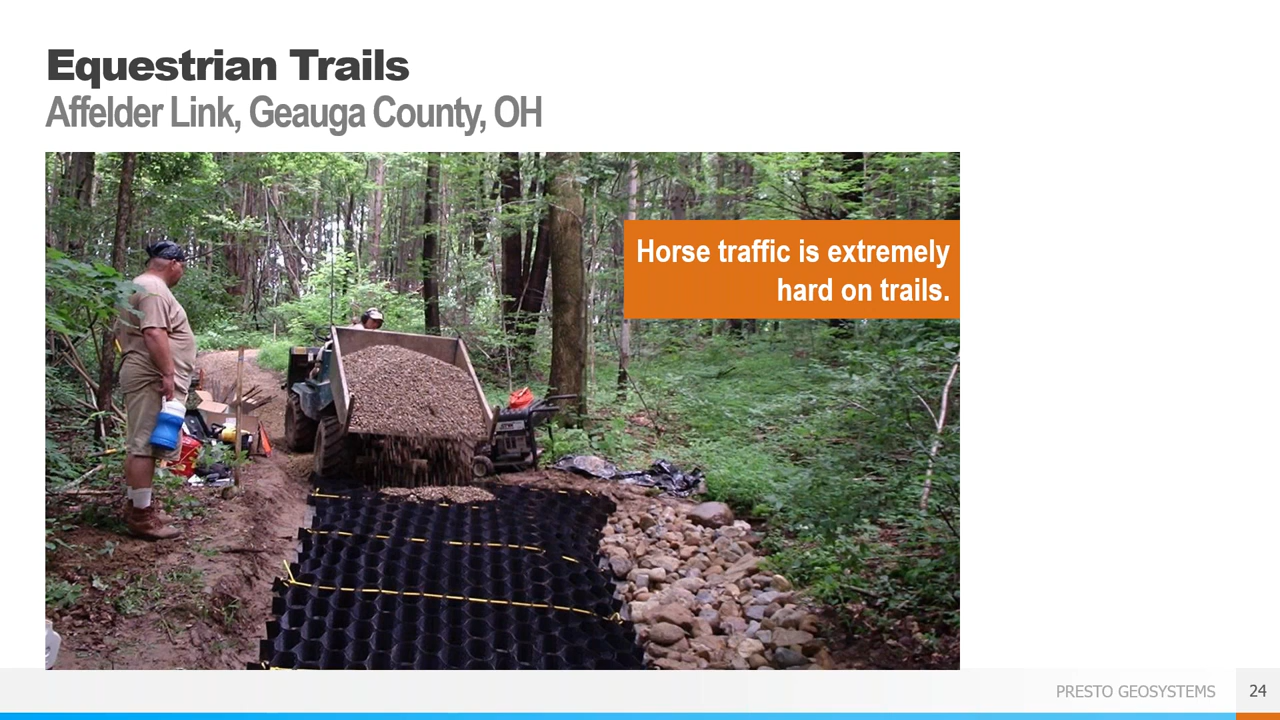 Equestrian Trails
Affelder Link, Geauga County, OH
Horse traffic is extremely
hard on trails.
PRESTO GEOSYSTEMS
24